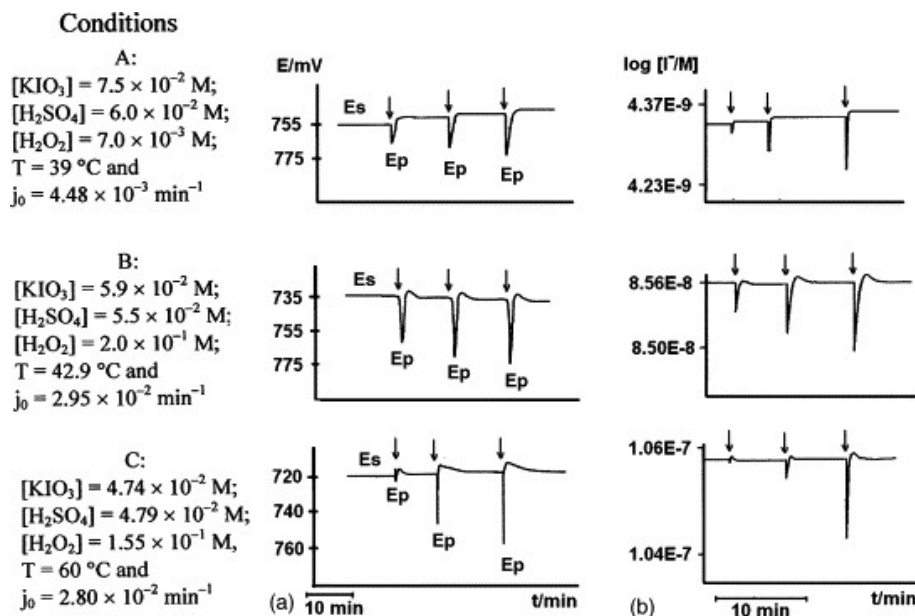 Conditions
A:
[KIO₃] = 7.5 × 10⁻² M;
[H₂SO₄] = 6.0 × 10⁻² M;
[H₂O₂] = 7.0 × 10⁻³ M;
T = 39 °C and
j₀ = 4.48 × 10⁻³ min⁻¹
B:
[KIO₃] = 5.9 × 10⁻² M;
[H₂SO₄] = 5.5 × 10⁻² M;
[H₂O₂] = 2.0 × 10⁻¹ M;
T = 42.9 °C and
j₀ = 2.95 × 10⁻² min⁻¹
C:
[KIO₃] = 4.74 × 10⁻² M;
[H₂SO₄] = 4.79 × 10⁻² M;
[H₂O₂] = 1.55 × 10⁻¹ M,
T = 60 °C and
j₀ = 2.80 × 10⁻² min⁻¹
E/mV
Es
755
775
Ep
Ep
Ep
Es
735
755
775
Ep
Ep
Ep
Es
720
740
760
Ep
Ep
Ep
(a)
10 min
t/min
log [I⁻/M]
4.37E-9
4.23E-9
8.56E-8
8.50E-8
1.06E-7
1.04E-7
(b)
10 min
t/min